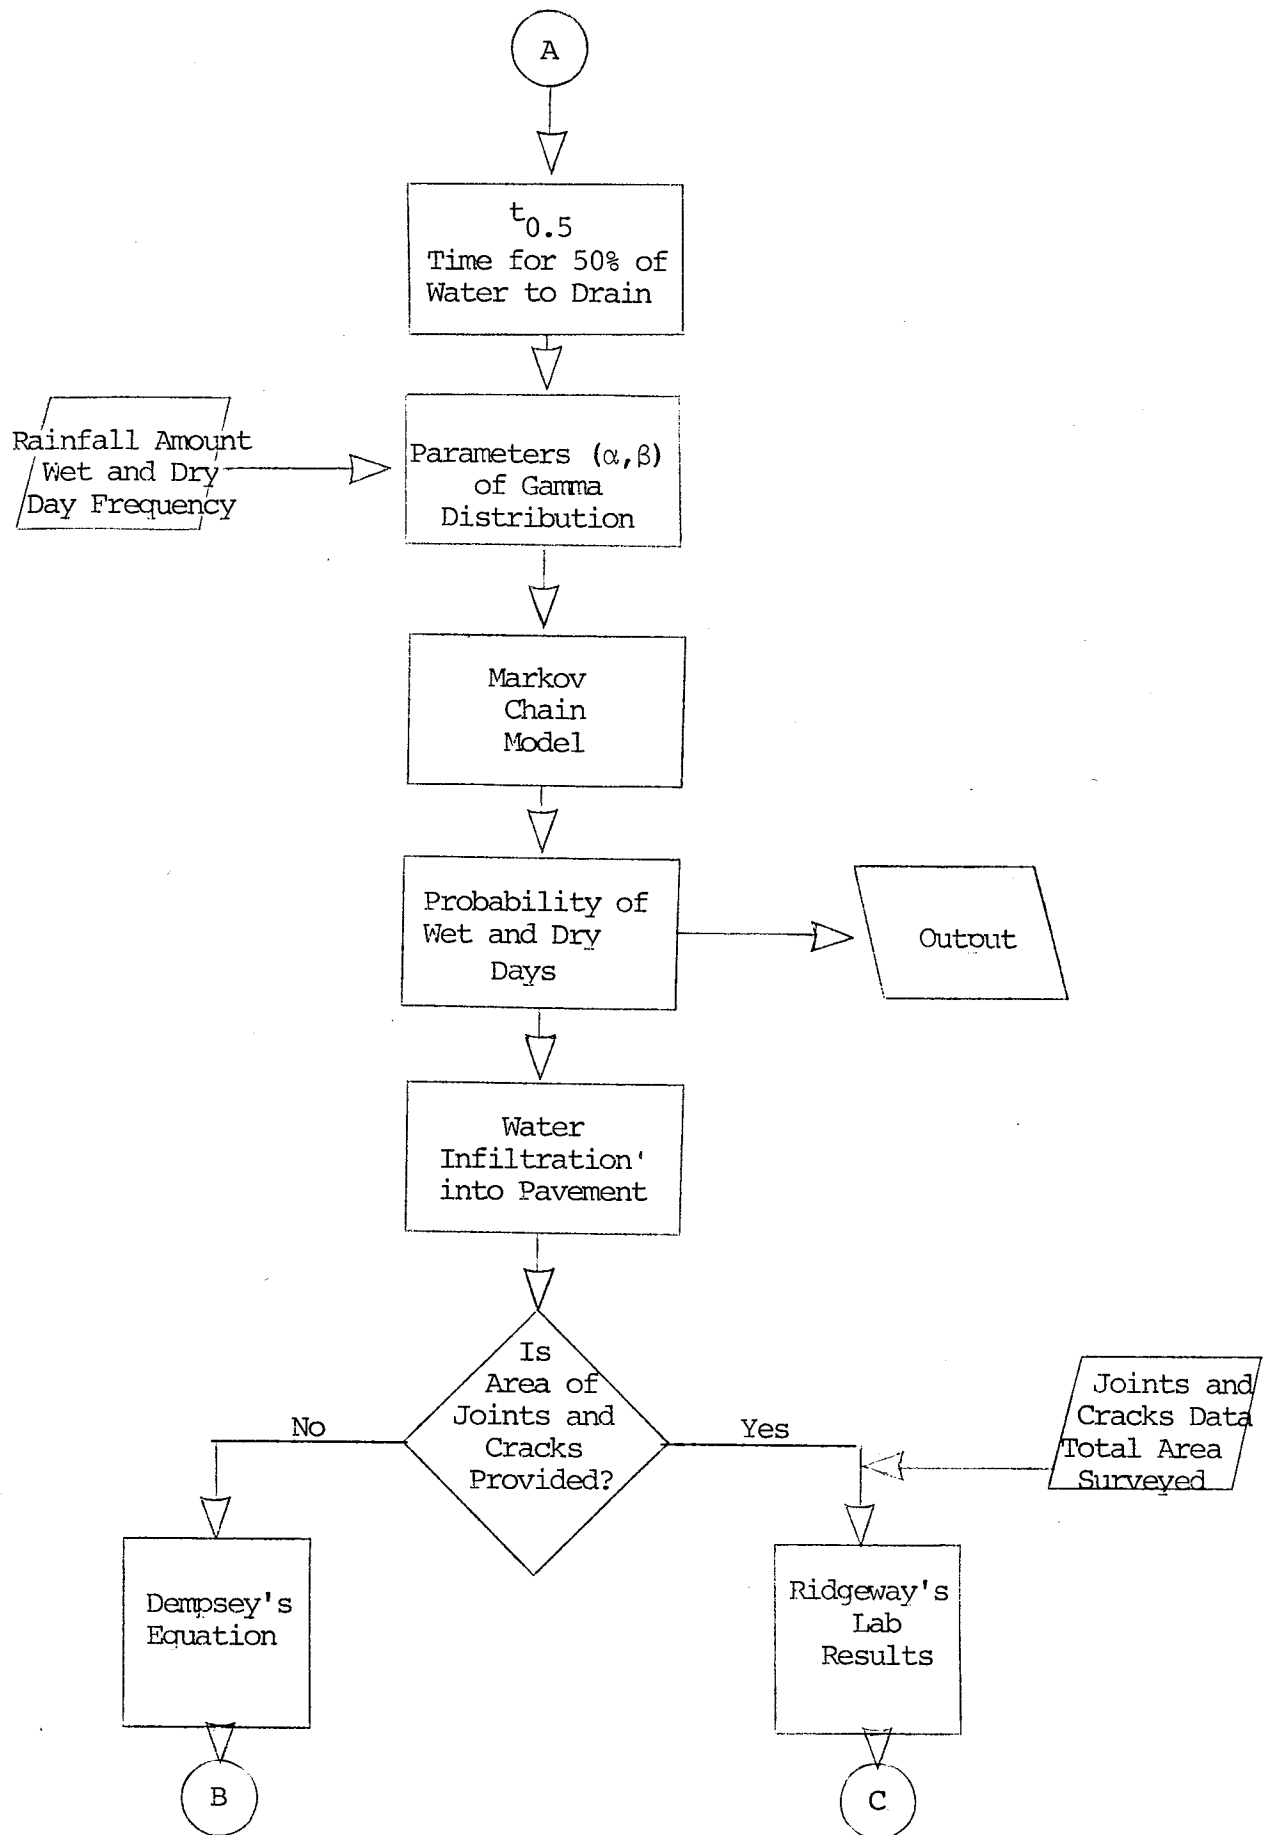 A
t0.5
Time for 50% of
Water to Drain
Rainfall Amount
Wet and Dry
Day Frequency
Parameters (α,β)
of Gamma
Distribution
Markov
Chain
Model
Probability of
Wet and Dry
Days
Output
Water
Infiltration'
into Pavement
Is
Area of
Joints and
Cracks
Provided?
No
Yes
Joints and
Cracks Data
Total Area
Surveyed
Dempsey's
Equation
Ridgeway's
Lab
Results
B
C